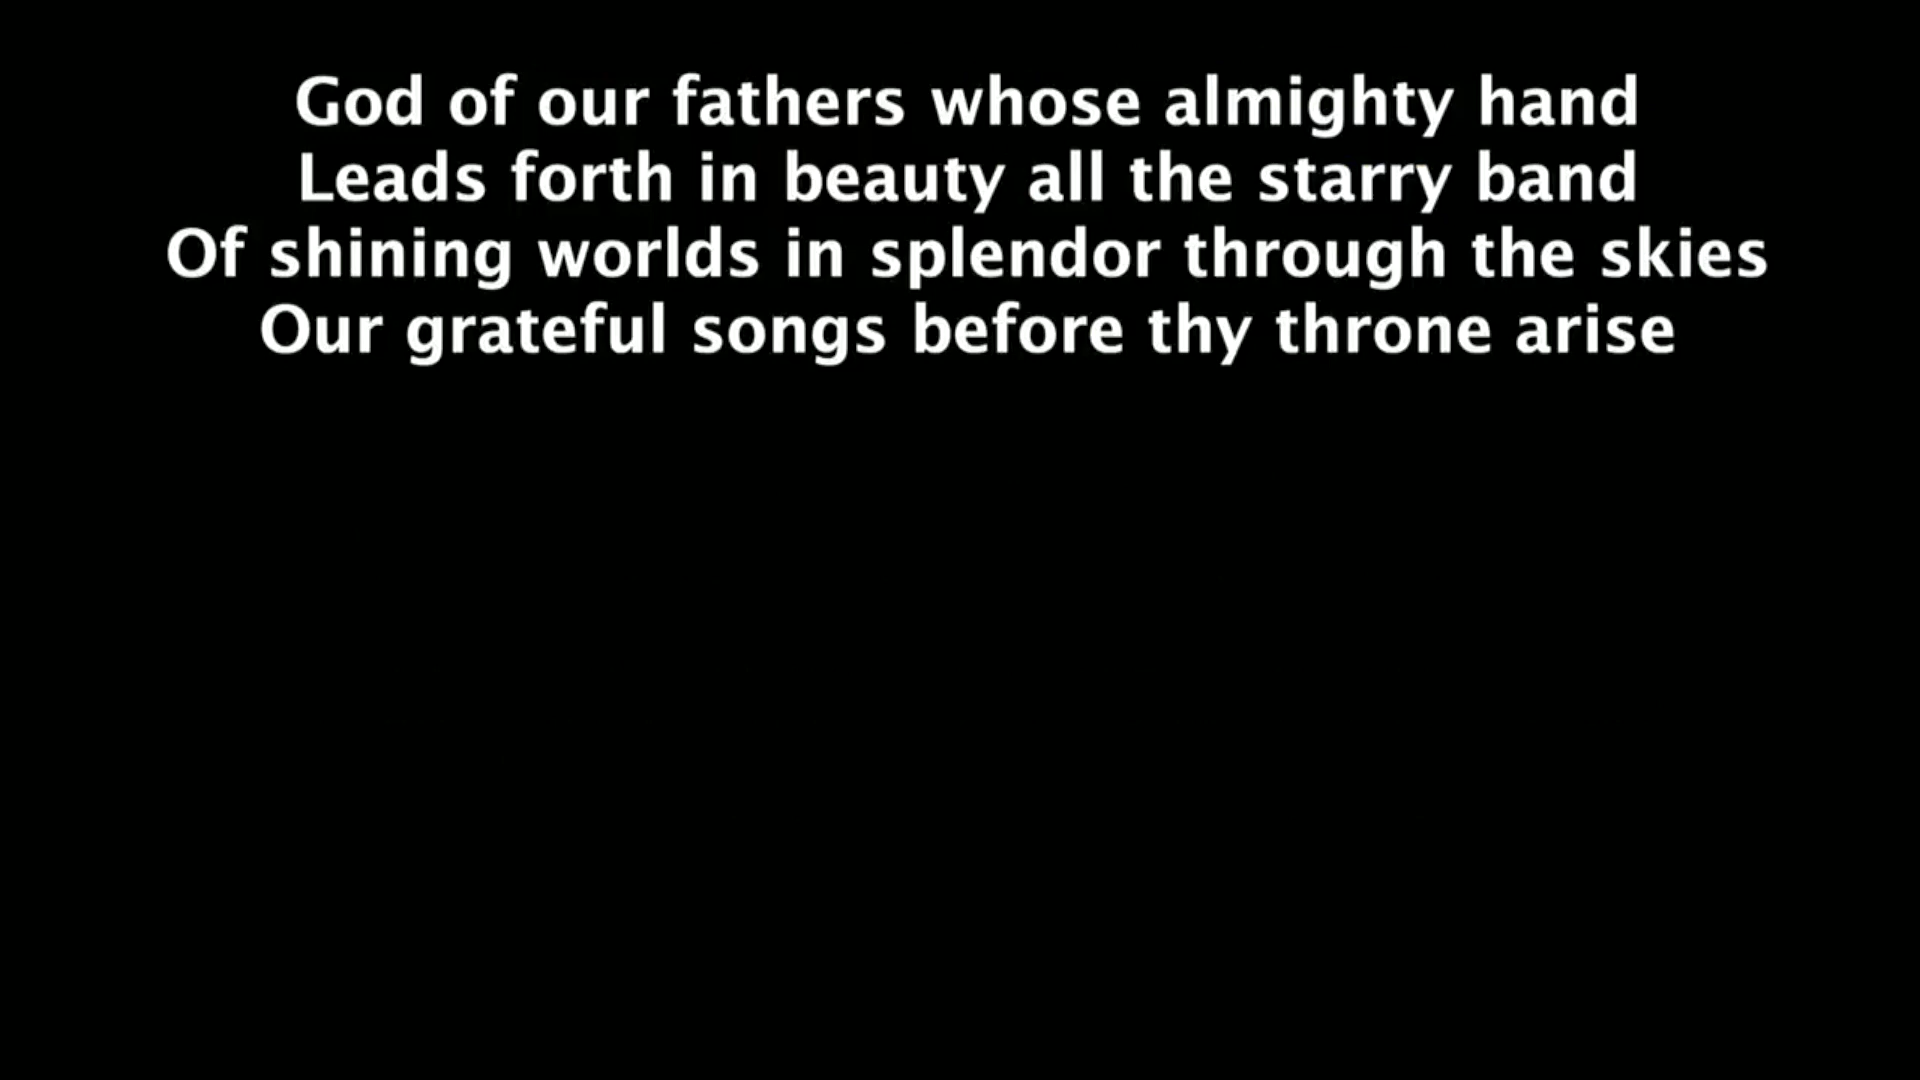 God of our fathers whose almighty hand
Leads forth in beauty all the starry band
Of shining worlds in splendor through the skies
Our grateful songs before thy throne arise